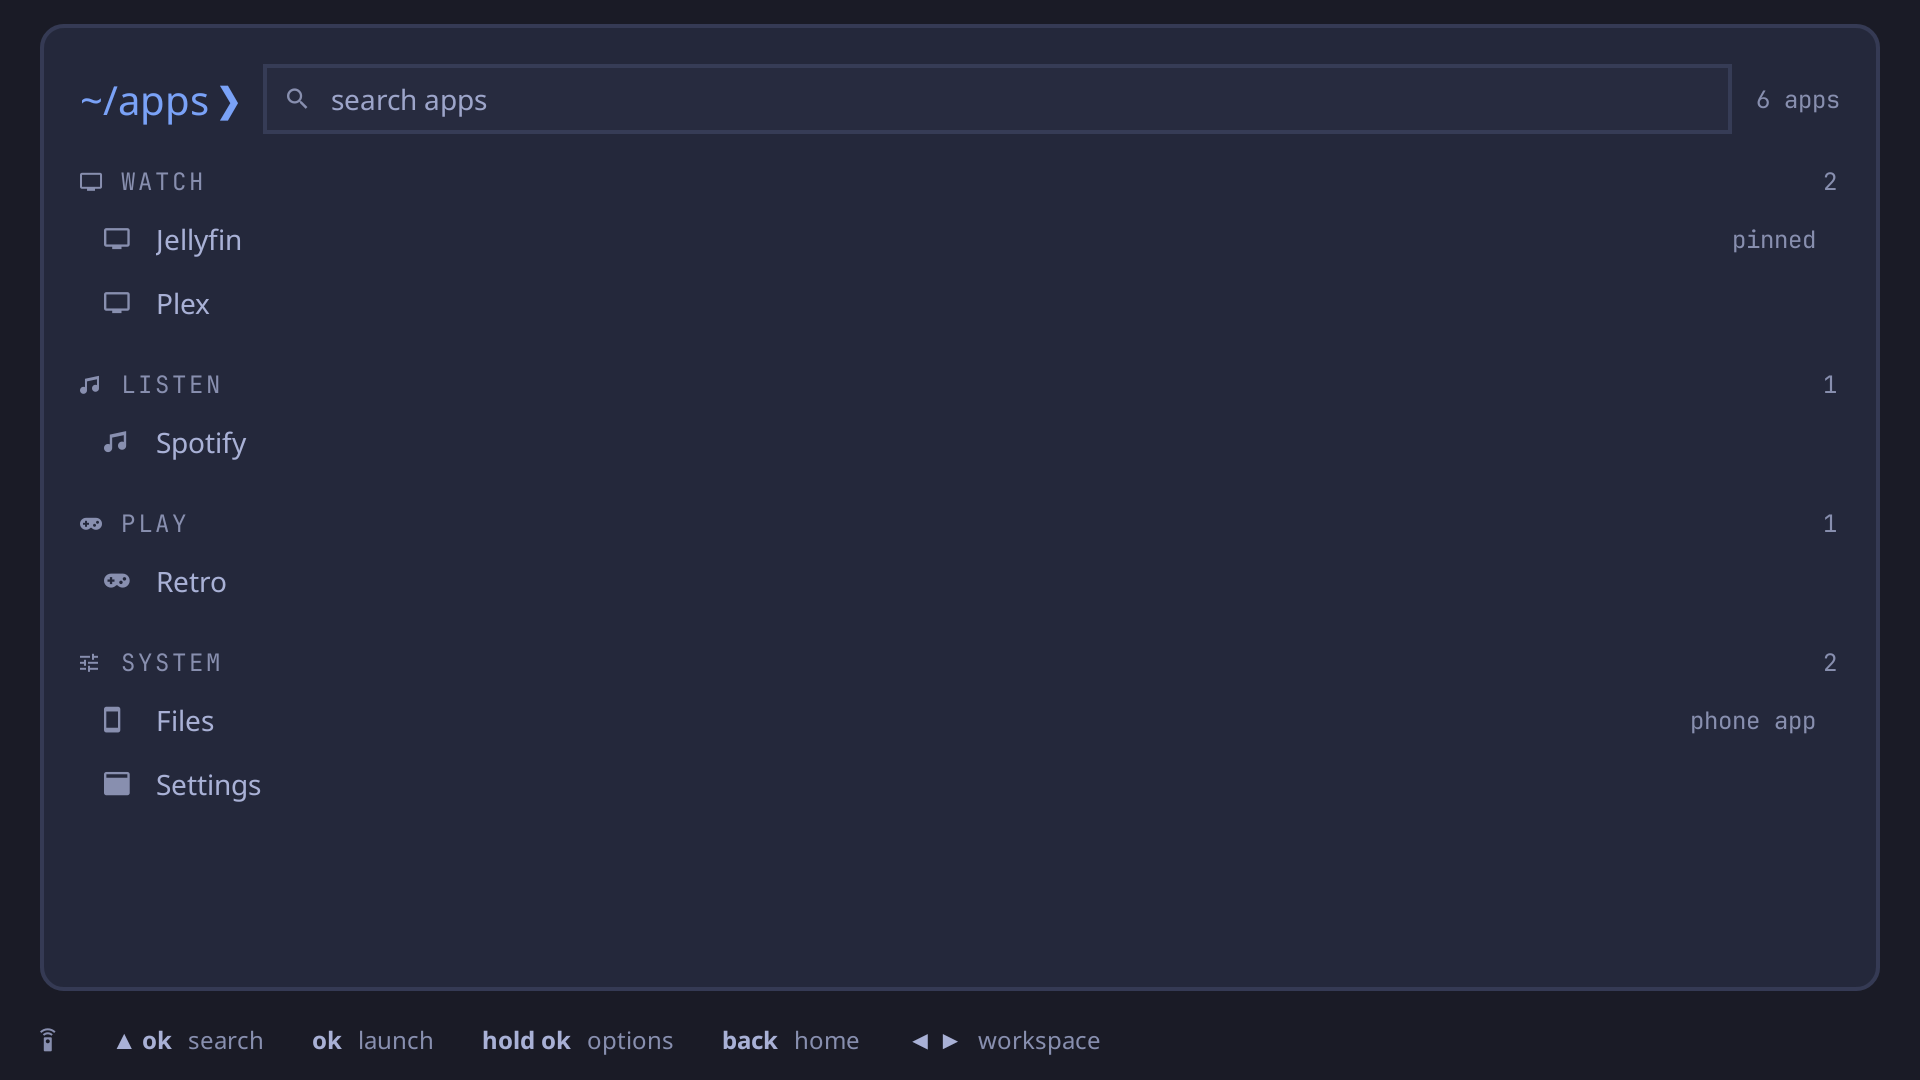 ~/apps❯ search apps 6 apps
WATCH 2
Jellyfin pinned
Plex
LISTEN 1
Spotify
PLAY 1
Retro
SYSTEM 2
Files phone app
Settings
▲ ok search ok launch hold ok options back home ◀ ▶ workspace